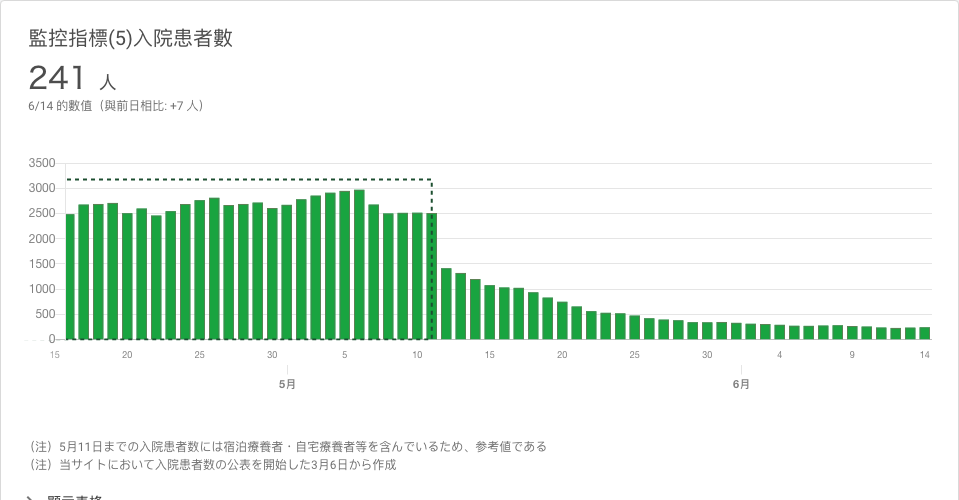 監控指標(5)入院患者數
241 人
6/14 的數值（與前日相比: +7 人）
3500
3000
2500
2000
1500
1000
500
0
15 20 25 30 5 10 15 20 25 30 4 9 14
5月 6月
（注）5月11日までの入院患者数には宿泊療養者・自宅療養者等を含んでいるため、参考値である
（注）当サイトにおいて入院患者数の公表を開始した3月6日から作成